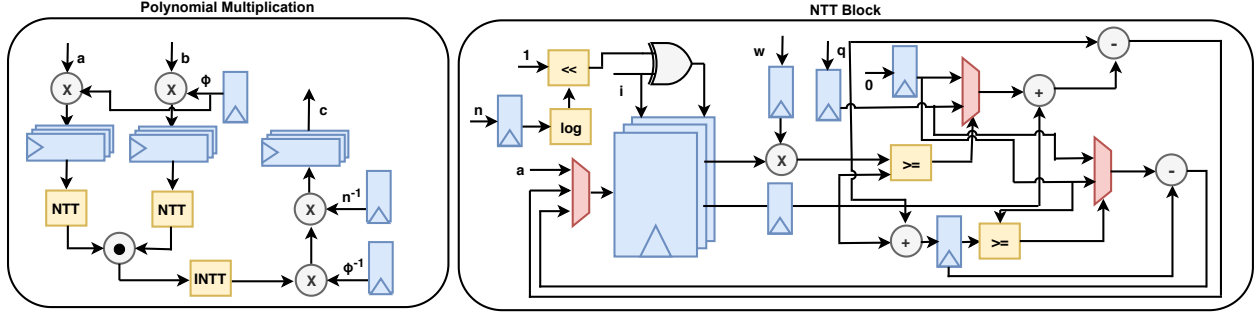 Polynomial Multiplication
a
b
X
X
ϕ
c
NTT
NTT
X
n⁻¹
INTT
X
ϕ⁻¹
NTT Block
1
<<
i
n
log
a
w
q
0
X
>=
+
-
+
>=
-